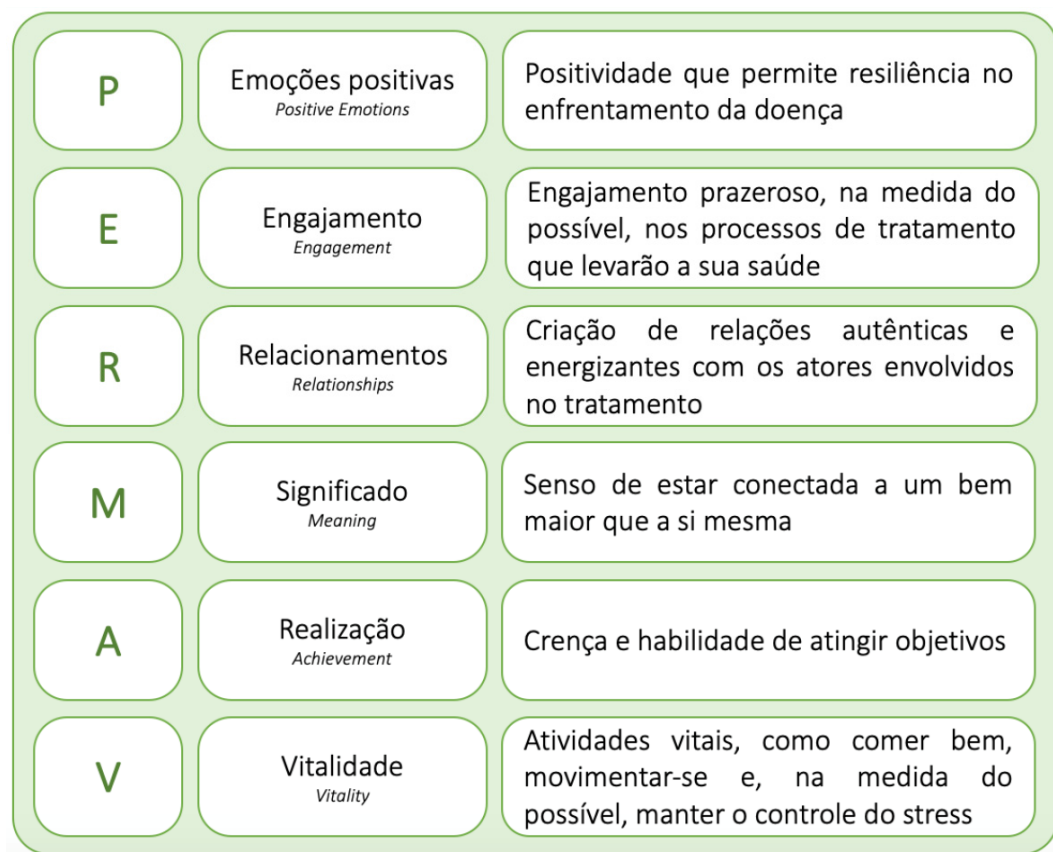 P
Emoções positivas
Positive Emotions
Positividade que permite resiliência no
enfrentamento da doença
E
Engajamento
Engagement
Engajamento prazeroso, na medida do
possível, nos processos de tratamento
que levarão a sua saúde
R
Relacionamentos
Relationships
Criação de relações autênticas e
energizantes com os atores envolvidos
no tratamento
M
Significado
Meaning
Senso de estar conectada a um bem
maior que a si mesma
A
Realização
Achievement
Crença e habilidade de atingir objetivos
V
Vitalidade
Vitality
Atividades vitais, como comer bem,
movimentar-se e, na medida do
possível, manter o controle do stress